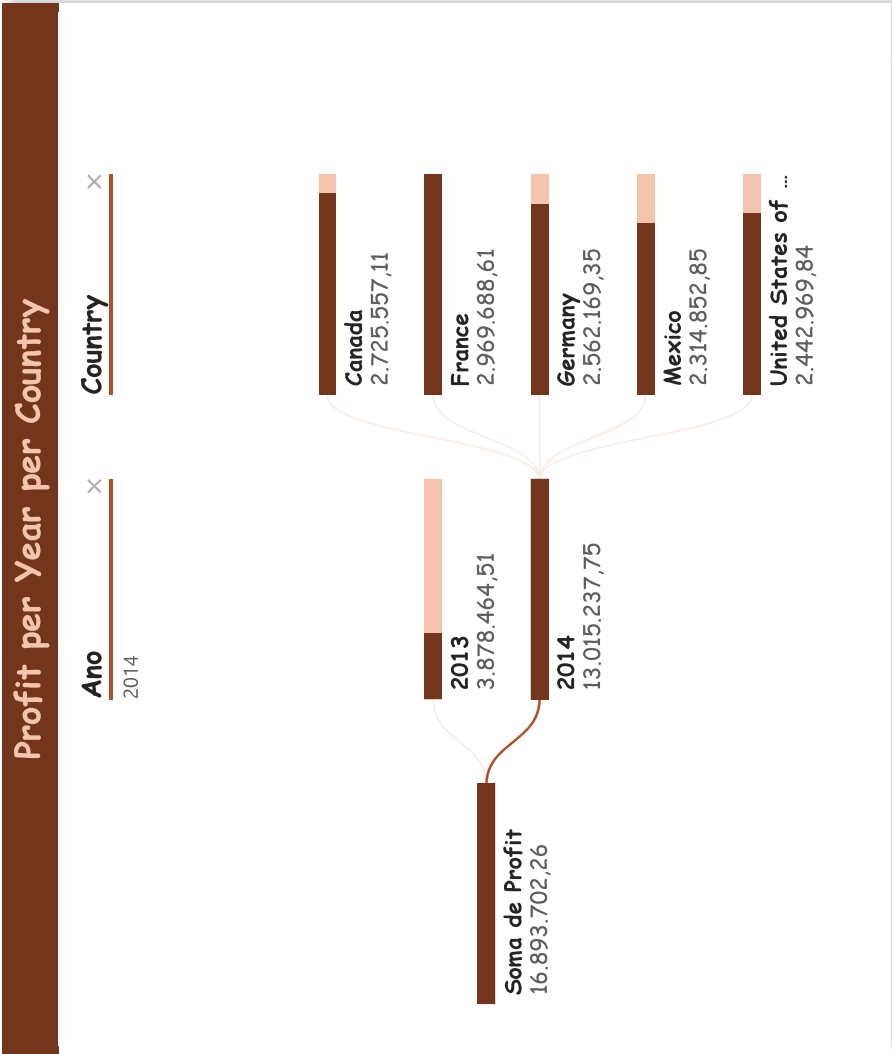 Profit per Year per Country
Ano
2014
Country
Soma de Profit
16.893.702,26
2013
3.878.464,51
2014
13.015.237,75
Canada
2.725.557,11
France
2.969.688,61
Germany
2.562.169,35
Mexico
2.314.852,85
United States of ...
2.442.969,84